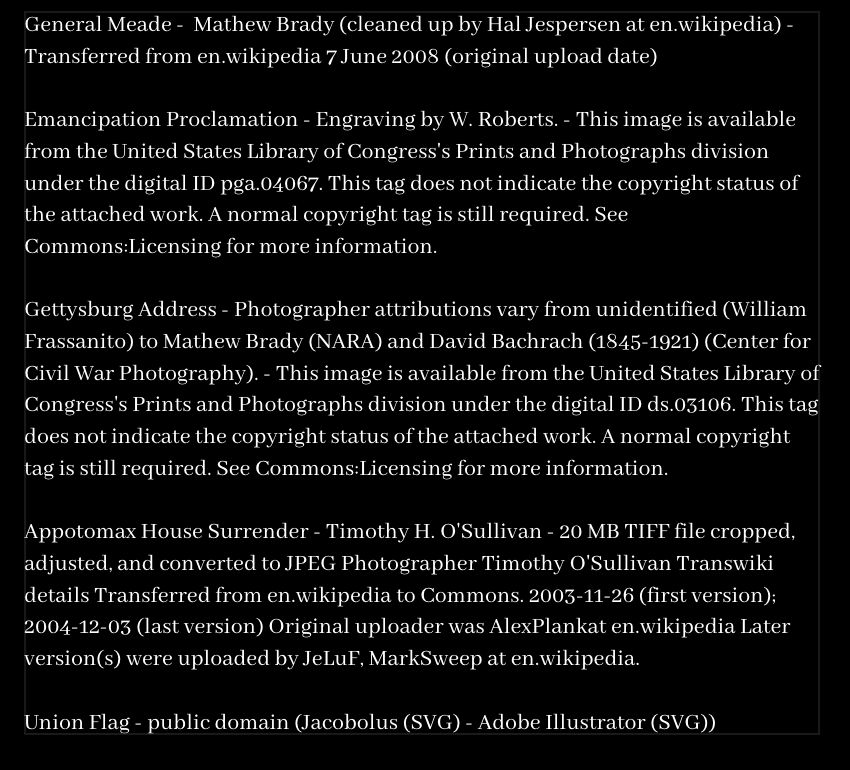 General Meade -  Mathew Brady (cleaned up by Hal Jespersen at en.wikipedia) -
Transferred from en.wikipedia 7 June 2008 (original upload date)
Emancipation Proclamation - Engraving by W. Roberts. - This image is available
from the United States Library of Congress's Prints and Photographs division
under the digital ID pga.04067. This tag does not indicate the copyright status of
the attached work. A normal copyright tag is still required. See
Commons:Licensing for more information.
Gettysburg Address - Photographer attributions vary from unidentified (William
Frassanito) to Mathew Brady (NARA) and David Bachrach (1845-1921) (Center for
Civil War Photography). - This image is available from the United States Library of
Congress's Prints and Photographs division under the digital ID ds.03106. This tag
does not indicate the copyright status of the attached work. A normal copyright
tag is still required. See Commons:Licensing for more information.
Appotomax House Surrender - Timothy H. O'Sullivan - 20 MB TIFF file cropped,
adjusted, and converted to JPEG Photographer Timothy O'Sullivan Transwiki
details Transferred from en.wikipedia to Commons. 2003-11-26 (first version);
2004-12-03 (last version) Original uploader was AlexPlankat en.wikipedia Later
version(s) were uploaded by JeLuF, MarkSweep at en.wikipedia.
Union Flag - public domain (Jacobolus (SVG) - Adobe Illustrator (SVG))